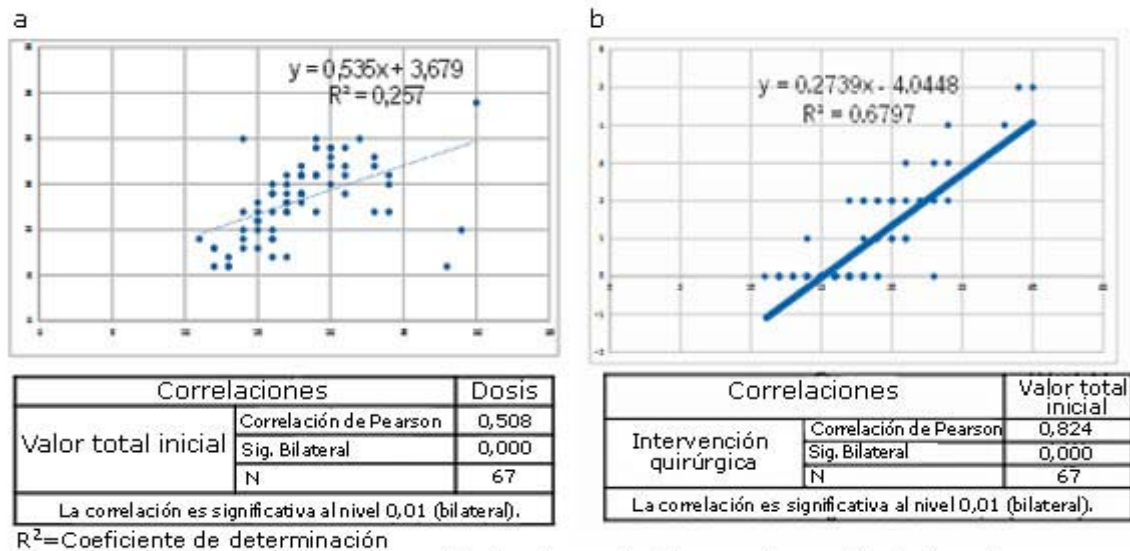 a
y = 0,535x + 3,679
R² = 0,257
Correlaciones Dosis
Valor total inicial
Correlación de Pearson 0,508
Sig. Bilateral 0,000
N 67
La correlación es significativa al nivel 0,01 (bilateral).
R²=Coeficiente de determinación
b
y = 0.2739x - 4.0448
R² = 0.6797
Correlaciones Valor total inicial
Intervención quirúrgica
Correlación de Pearson 0,824
Sig. Bilateral 0,000
N 67
La correlación es significativa al nivel 0,01 (bilateral).